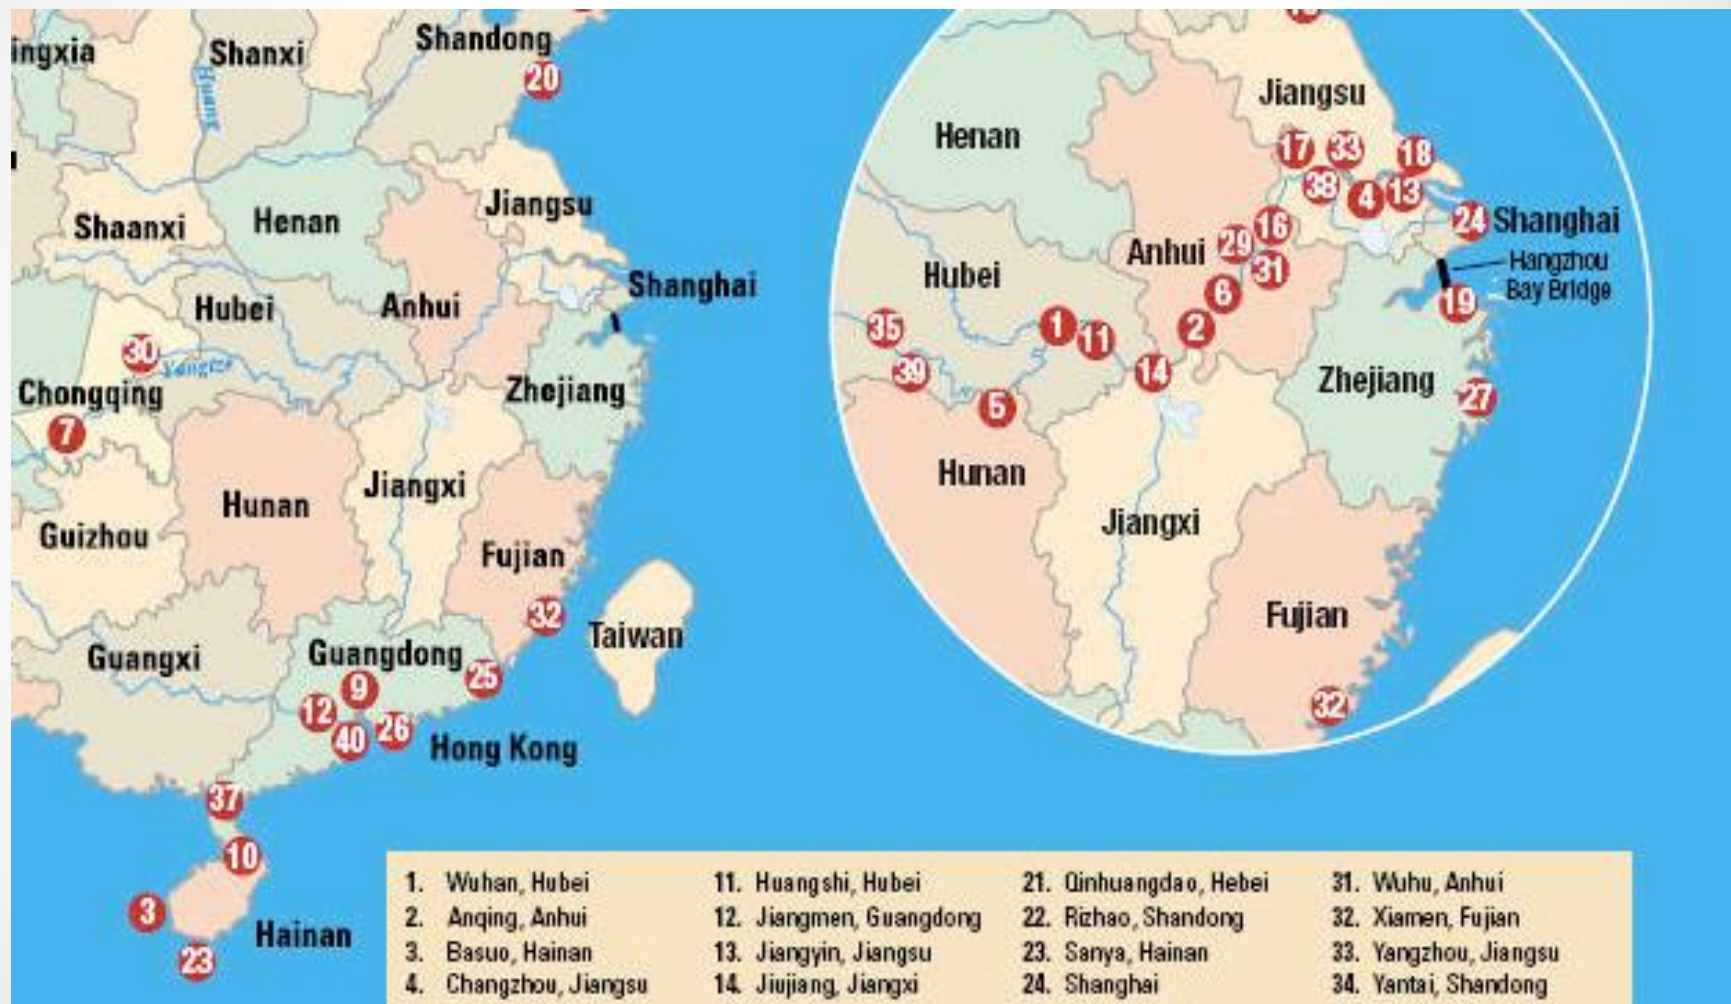 ingxia
Shanxi
Shandong
20
Huang
Shaanxi
Henan
Jiangsu
Shanghai
Hubei
Anhui
30
Yangtze
Chongqing
7
Zhejiang
Hunan
Jiangxi
Guizhou
Fujian
32
Taiwan
Guangxi
Guangdong
25
9
12
26
40
Hong Kong
37
10
3
Hainan
23
Jiangsu
Henan
17
33
18
38
4
13
24
Shanghai
16
29
Anhui
31
Hangzhou
Bay Bridge
Hubei
6
19
35
1
11
2
39
14
5
Zhejiang
27
Hunan
Jiangxi
Fujian
32
1. Wuhan, Hubei
2. Anqing, Anhui
3. Basuo, Hainan
4. Changzhou, Jiangsu
11. Huangshi, Hubei
12. Jiangmen, Guangdong
13. Jiangyin, Jiangsu
14. Jiujiang, Jiangxi
21. Qinhuangdao, Hebei
22. Rizhao, Shandong
23. Sanya, Hainan
24. Shanghai
31. Wuhu, Anhui
32. Xiamen, Fujian
33. Yangzhou, Jiangsu
34. Yantai, Shandong